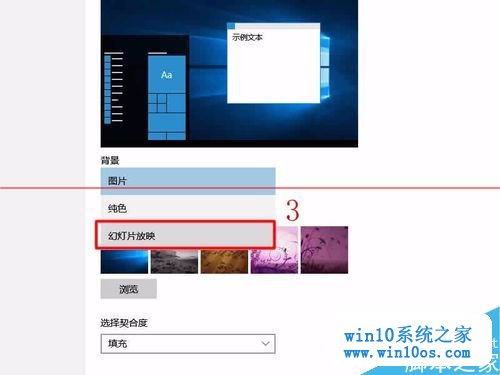 示例文本
Aa
背景
图片
纯色
3
幻灯片放映
浏览
选择契合度
填充
win10系统之家
www.win10os.com
脚本之家